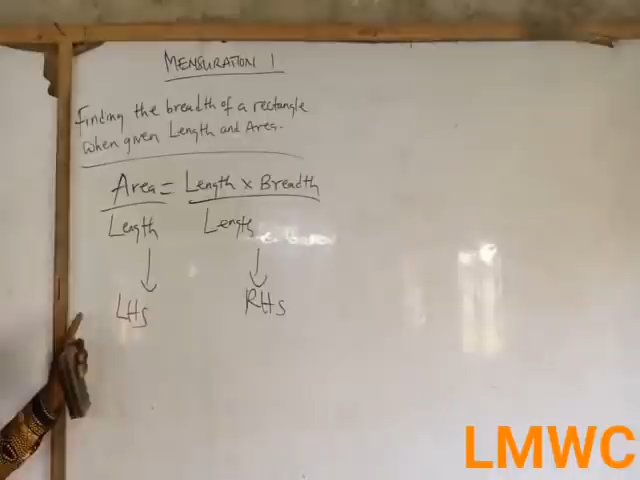 MENSURATION 1
Finding the breadth of a rectangle
when given Length and Area.
Area = Length × Breadth
Length Length
LHS RHS
LMWC